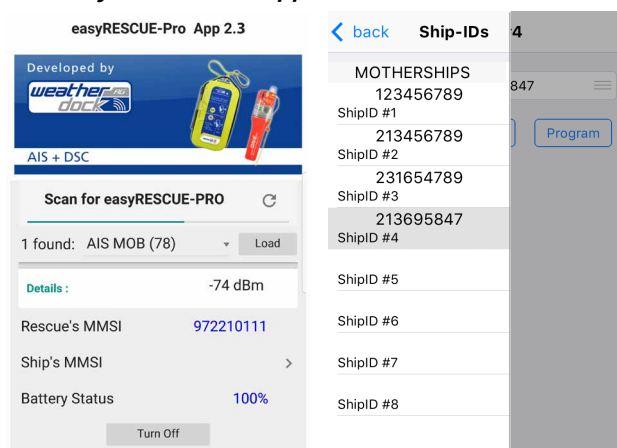 easyRESCUE-Pro App 2.3
Developed by
weather AG
dock
AIS + DSC
Scan for easyRESCUE-PRO
1 found: AIS MOB (78) Load
Details : -74 dBm
Rescue's MMSI 972210111
Ship's MMSI
Battery Status 100%
Turn Off
back Ship-IDs
MOTHERSHIPS
123456789
ShipID #1
213456789
ShipID #2
231654789
ShipID #3
213695847
ShipID #4
ShipID #5
ShipID #6
ShipID #7
ShipID #8
4
847
Program